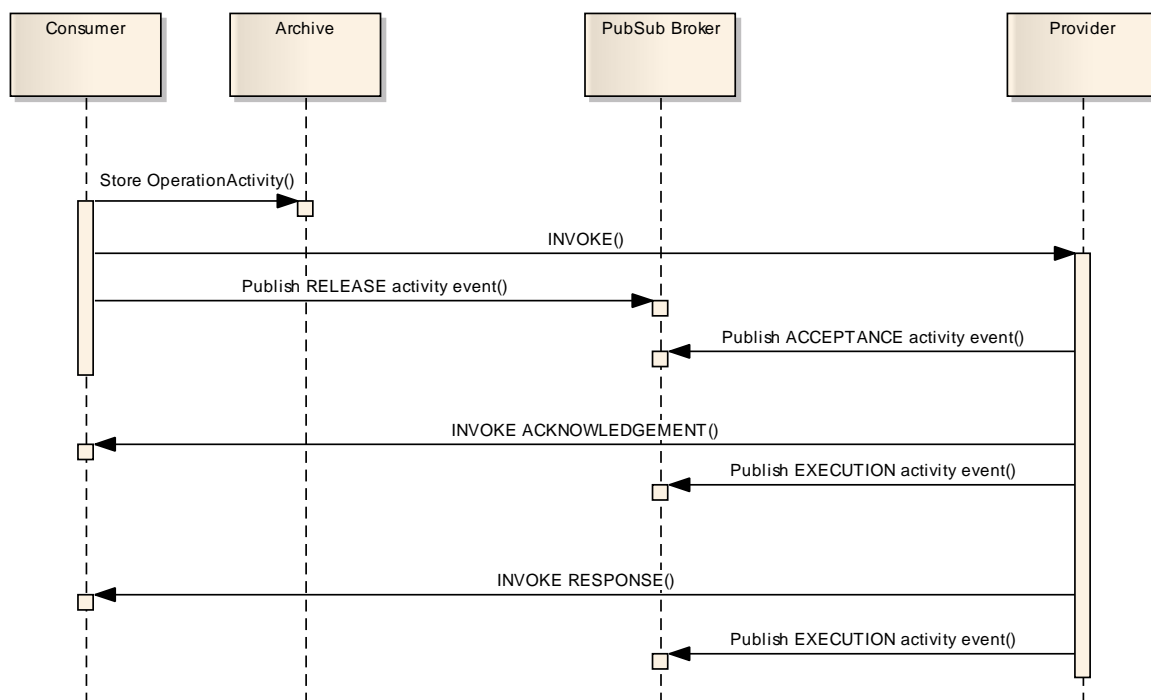 Consumer
Archive
PubSub Broker
Provider
Store OperationActivity()
INVOKE()
Publish RELEASE activity event()
Publish ACCEPTANCE activity event()
INVOKE ACKNOWLEDGEMENT()
Publish EXECUTION activity event()
INVOKE RESPONSE()
Publish EXECUTION activity event()